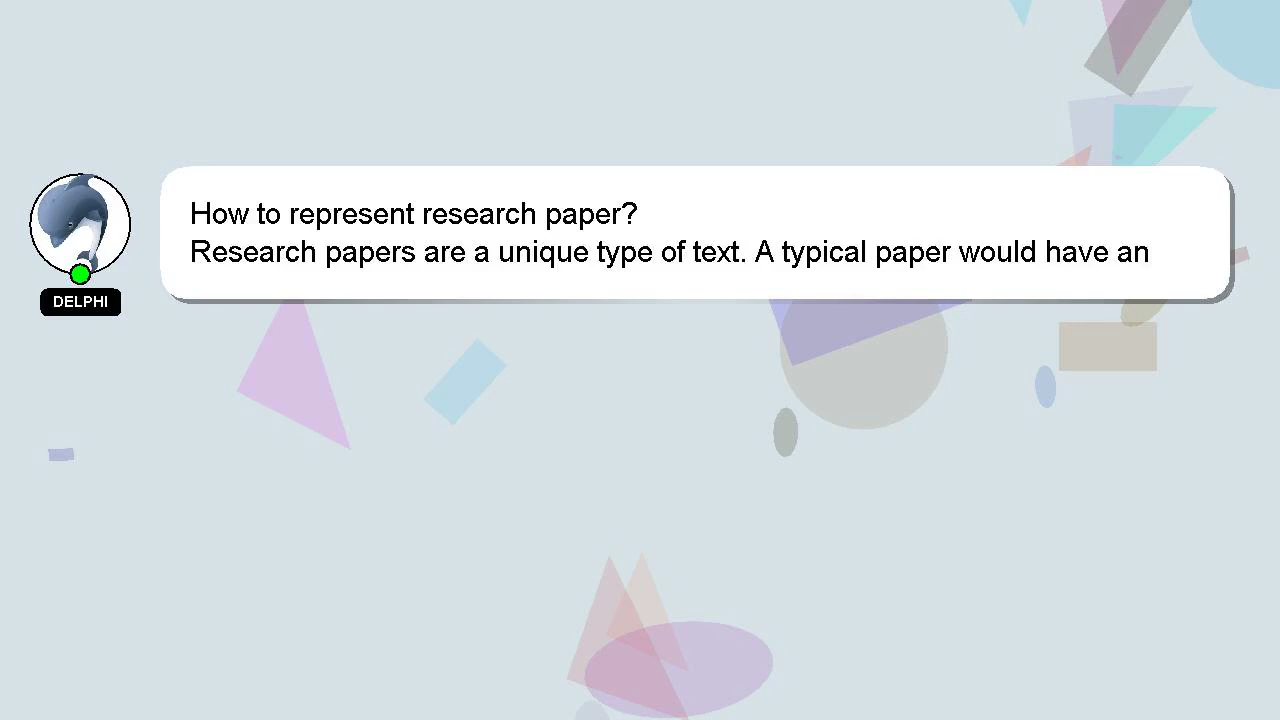 How to represent research paper?
Research papers are a unique type of text. A typical paper would have an
DELPHI